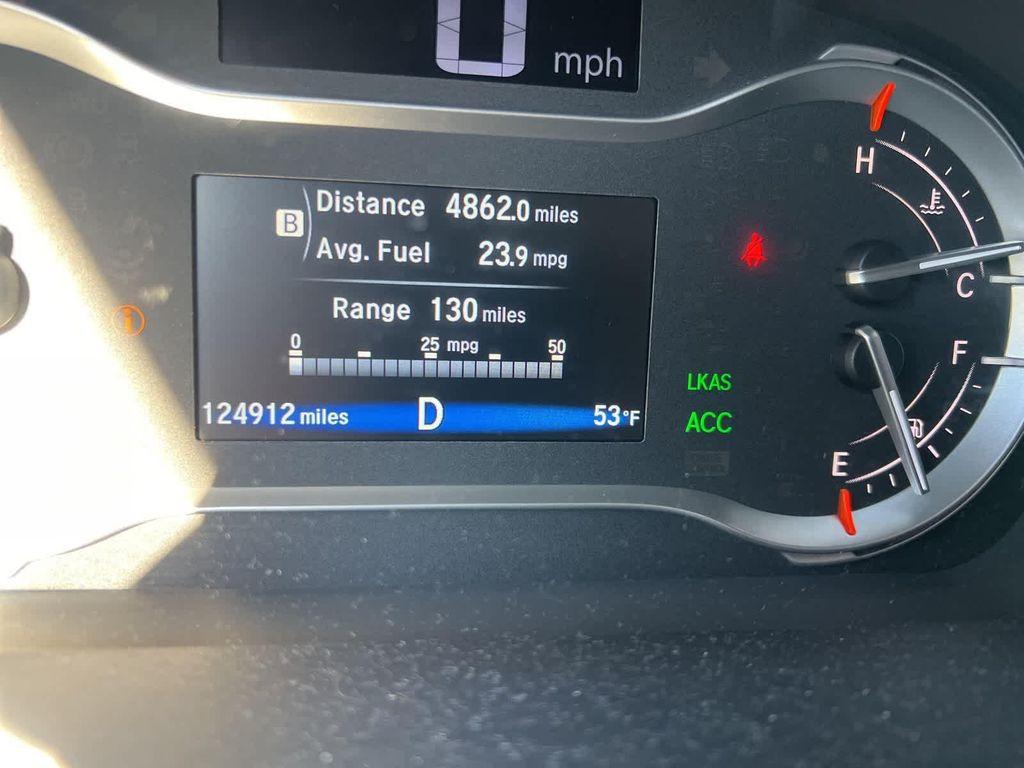 0 mph
H
B Distance 4862.0 miles
Avg. Fuel 23.9 mpg
C
Range 130 miles
0 25 mpg 50
F
LKAS
124912 miles D 53°F
ACC
E